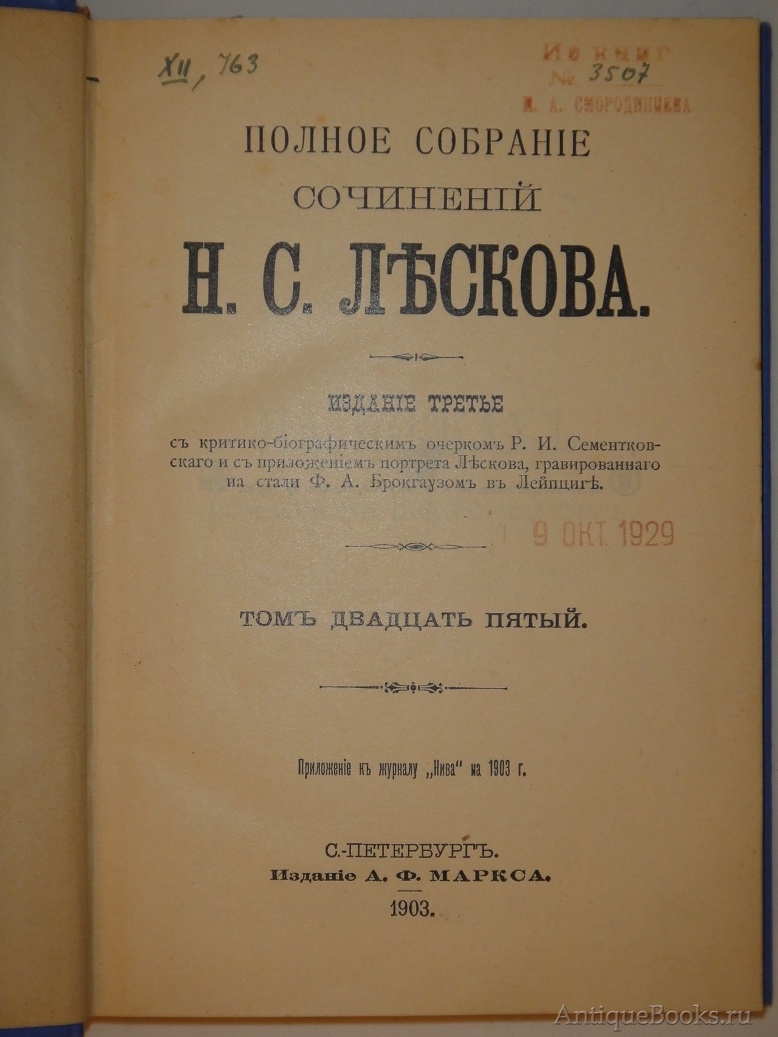 XII, 763
Из книг
№ 3507
И. А. СМОРОДИНЦЕВА
ПОЛНОЕ СОБРАНІЕ
СОЧИНЕНІЙ
Н. С. ЛѢСКОВА.
ИЗДАНІЕ ТРЕТЬЕ
съ критико-біографическимъ очеркомъ Р. И. Сементков-
скаго и съ приложеніемъ портрета Лѣскова, гравированнаго
на стали Ф. А. Брокгаузомъ въ Лейпцигѣ.
9 ОКТ. 1929
ТОМЪ ДВАДЦАТЬ ПЯТЫЙ.
Приложеніе къ журналу „Нива“ на 1903 г.
С.-ПЕТЕРБУРГЪ.
Изданіе А. Ф. МАРКСА.
1903.
AntiqueBooks.ru